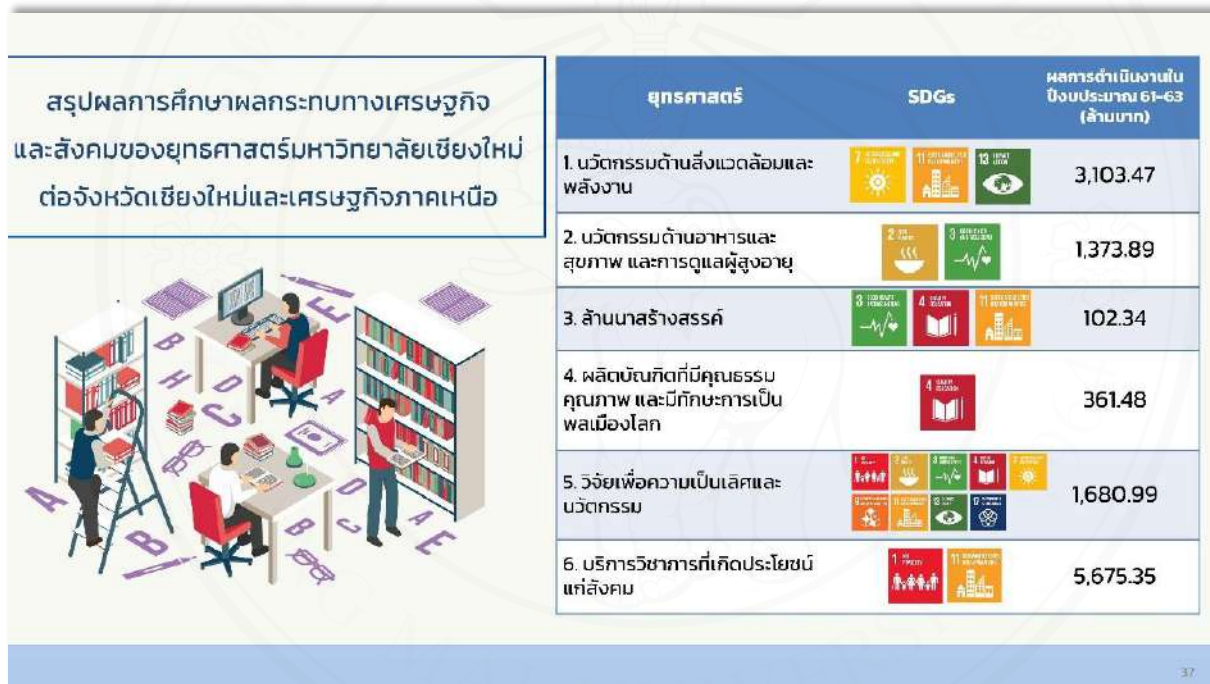 สรุปผลการศึกษาผลกระทบทางเศรษฐกิจ
และสังคมของยุทธศาสตร์มหาวิทยาลัยเชียงใหม่
ต่อจังหวัดเชียงใหม่และเศรษฐกิจภาคเหนือ
ยุทธศาสตร์
SDGs
ผลการดำเนินงานใน
ปีงบประมาณ 61-63
(ล้านบาท)
1. นวัตกรรมด้านสิ่งแวดล้อมและ
พลังงาน
7
11
13
3,103.47
2. นวัตกรรมด้านอาหารและ
สุขภาพ และการดูแลผู้สูงอายุ
2
3
1,373.89
3. ล้านนาสร้างสรรค์
3
4
11
102.34
4. ผลิตบัณฑิตที่มีคุณธรรม
คุณภาพ และมีทักษะการเป็น
พลเมืองโลก
4
361.48
5. วิจัยเพื่อความเป็นเลิศและ
นวัตกรรม
1,680.99
6. บริการวิชาการที่เกิดประโยชน์
แก่สังคม
1
11
5,675.35
37